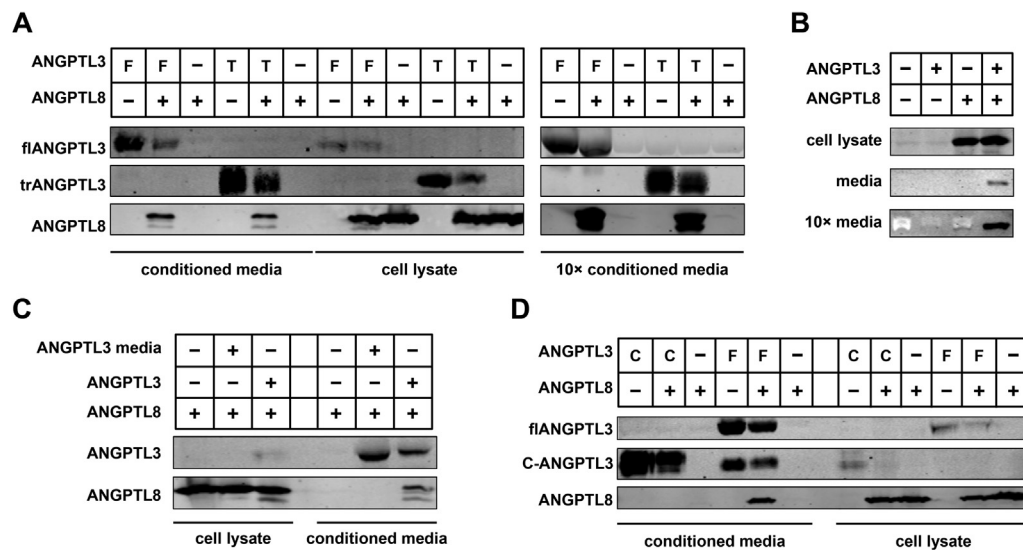 A
ANGPTL3 F F – T T – F F – T T – F F – T T –
ANGPTL8 – + + – + + – + + – + + – + + – + +
flANGPTL3
trANGPTL3
ANGPTL8
conditioned media cell lysate 10× conditioned media
B
ANGPTL3 – + – +
ANGPTL8 – – + +
cell lysate
media
10× media
C
ANGPTL3 media – + – – + –
ANGPTL3 – – + – – +
ANGPTL8 + + + + + +
ANGPTL3
ANGPTL8
cell lysate conditioned media
D
ANGPTL3 C C – F F – C C – F F –
ANGPTL8 – + + – + + – + + – + +
flANGPTL3
C-ANGPTL3
ANGPTL8
conditioned media cell lysate